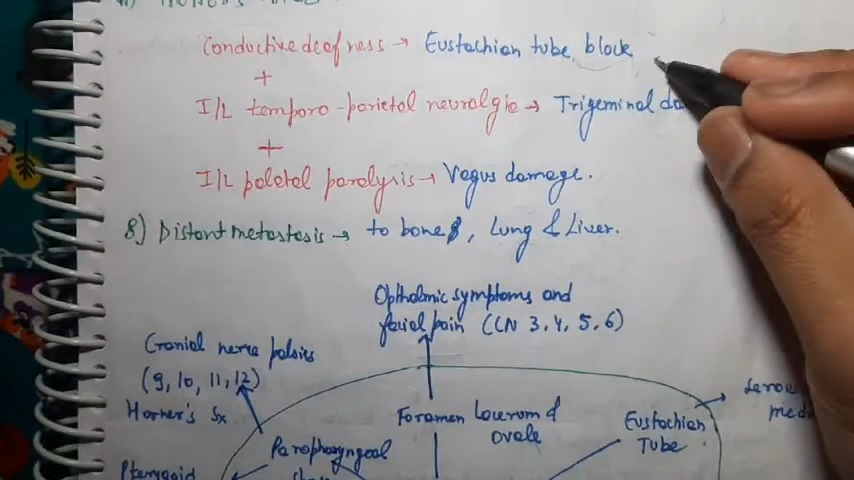 Conductive deafness → Eustachian tube block
+
I/L temporo-parietal neuralgia → Trigeminal
+
I/L palatal paralysis → Vagus damage.
8) Distant metastasis → to bone, Lung & Liver.
Opthalmic symptoms and
facial pain (CN 3, 4, 5, 6)
Cranial nerve palsies
(9, 10, 11, 12)
Horner's Sx
Foramen Lacerum &
ovale
Eustachian
Tube
Parapharyngeal
Pterygoid